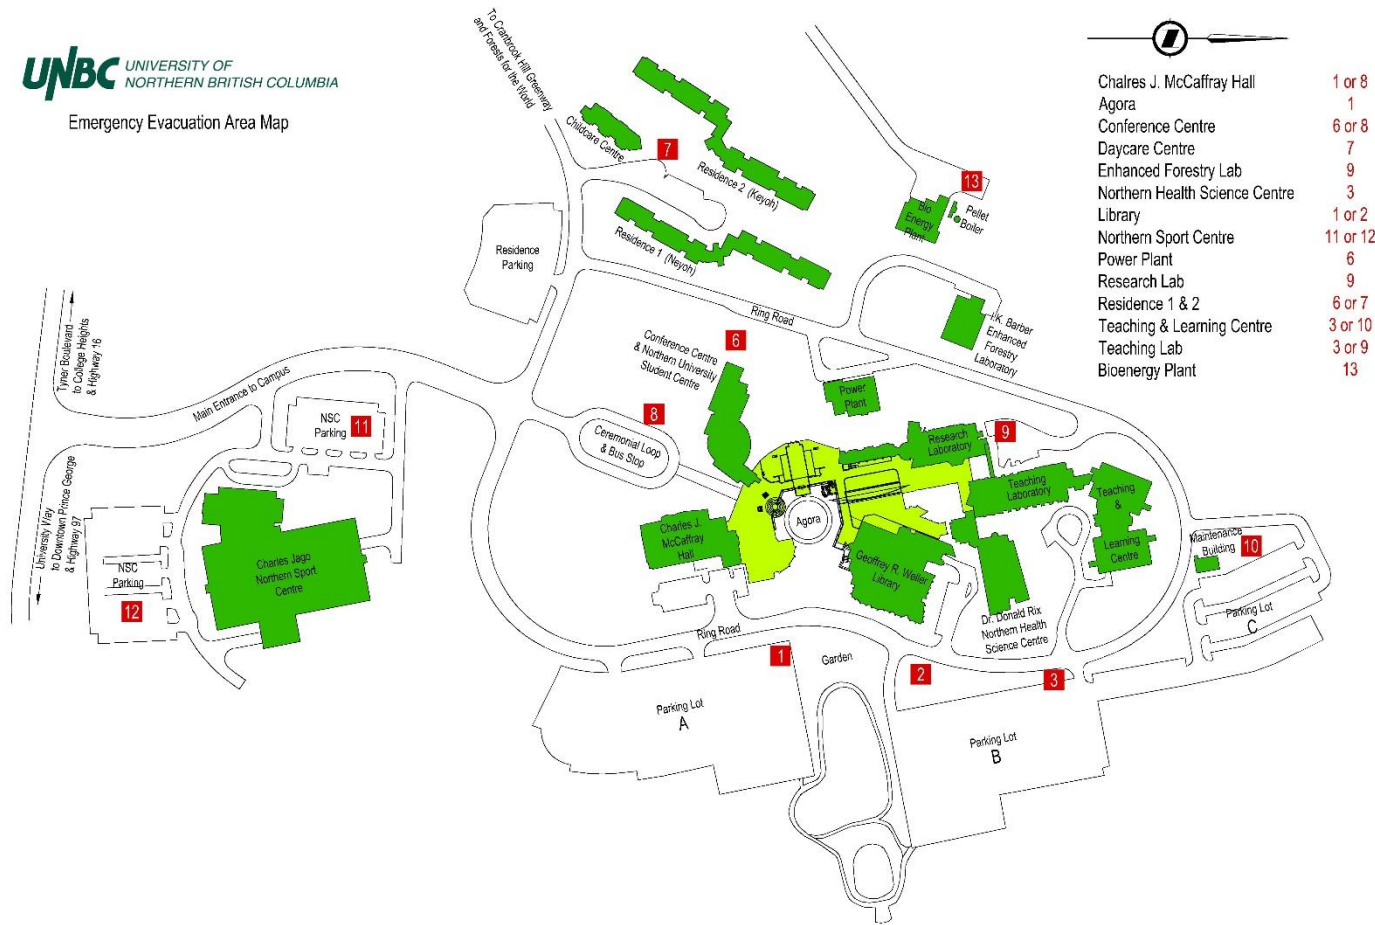 UNBC
UNIVERSITY OF
NORTHERN BRITISH COLUMBIA
Emergency Evacuation Area Map
Chalres J. McCaffray Hall 1 or 8
Agora 1
Conference Centre 6 or 8
Daycare Centre 7
Enhanced Forestry Lab 9
Northern Health Science Centre 3
Library 1 or 2
Northern Sport Centre 11 or 12
Power Plant 6
Research Lab 9
Residence 1 & 2 6 or 7
Teaching & Learning Centre 3 or 10
Teaching Lab 3 or 9
Bioenergy Plant 13
To Cranbrook Hill Greenway
and Forests for the World
Childcare Centre
7
Residence 2 (Keyoh)
Residence 1 (Neyoh)
13
Bio
Energy
Plant
Pellet
Boiler
Residence
Parking
Ring Road
I.K. Barber
Enhanced
Forestry
Laboratory
Tyner Boulevard
to College Heights
& Highway 16
Main Entrance to Campus
6
Conference Centre
& Northern University
Student Centre
Power
Plant
NSC
Parking
11
8
Ceremonial Loop
& Bus Stop
Research
Laboratory
9
Teaching
Laboratory
Teaching
&
Learning
Centre
University Way
to Downtown Prince George
& Highway 97
Agora
Charles J.
McCaffray
Hall
Geoffrey R. Weller
Library
Maintenance
Building
10
NSC
Parking
12
Charles Jago
Northern Sport
Centre
Dr. Donald Rix
Northern Health
Science Centre
Parking Lot
C
Ring Road
1
Garden
2
3
Parking Lot
A
Parking Lot
B